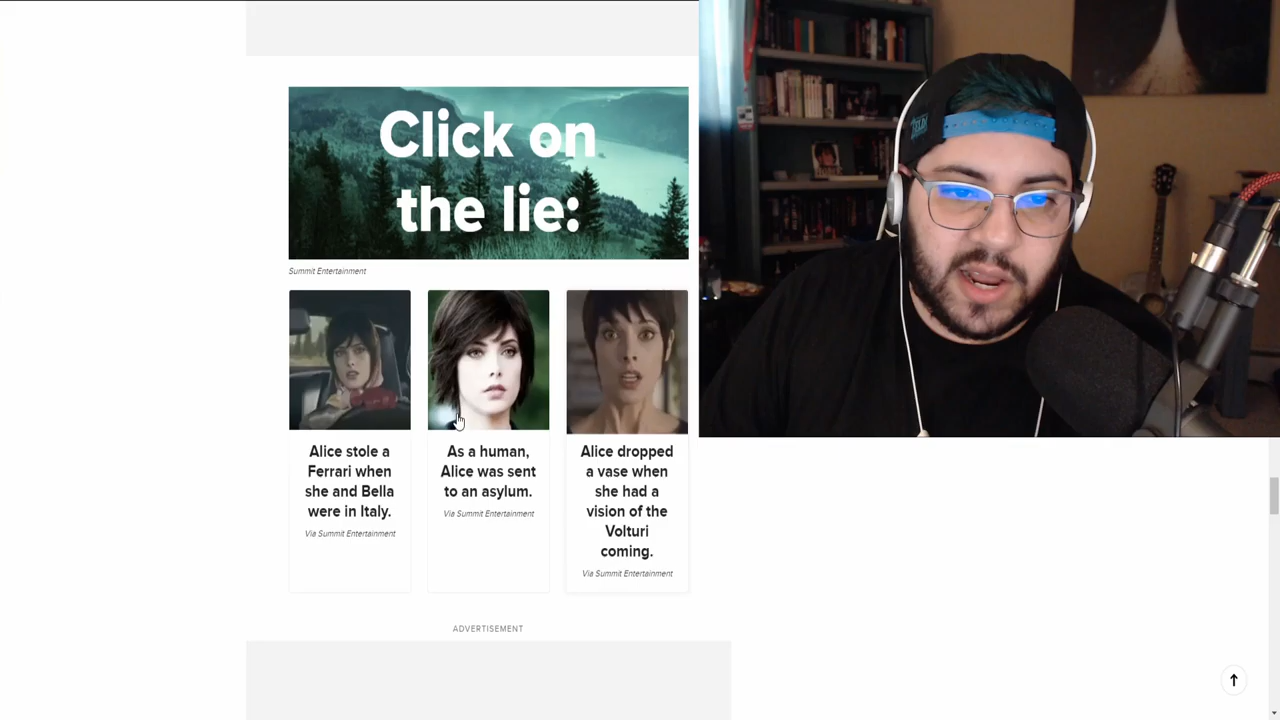 Click on
the lie:
Summit Entertainment
Alice stole a
Ferrari when
she and Bella
were in Italy.
Via Summit Entertainment
As a human,
Alice was sent
to an asylum.
Via Summit Entertainment
Alice dropped
a vase when
she had a
vision of the
Volturi
coming.
Via Summit Entertainment
ADVERTISEMENT